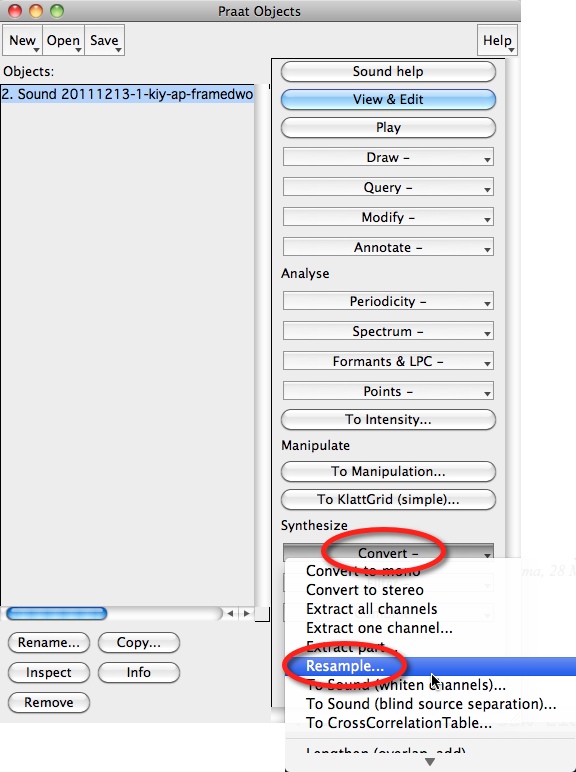 Praat Objects
New Open Save Help
Objects:
2. Sound 20111213-1-kiy-ap-framedwo
Sound help
View & Edit
Play
Draw -
Query -
Modify -
Annotate -
Analyse
Periodicity -
Spectrum -
Formants & LPC -
Points -
To Intensity...
Manipulate
To Manipulation...
To KlattGrid (simple)...
Synthesize
Convert -
Convert to mono
Convert to stereo
Extract all channels
Extract one channel...
Extract part...
Resample...
To Sound (whiten channels)...
To Sound (blind source separation)...
To CrossCorrelationTable...
Lengthen (overlap-add)...
Rename... Copy...
Inspect Info
Remove